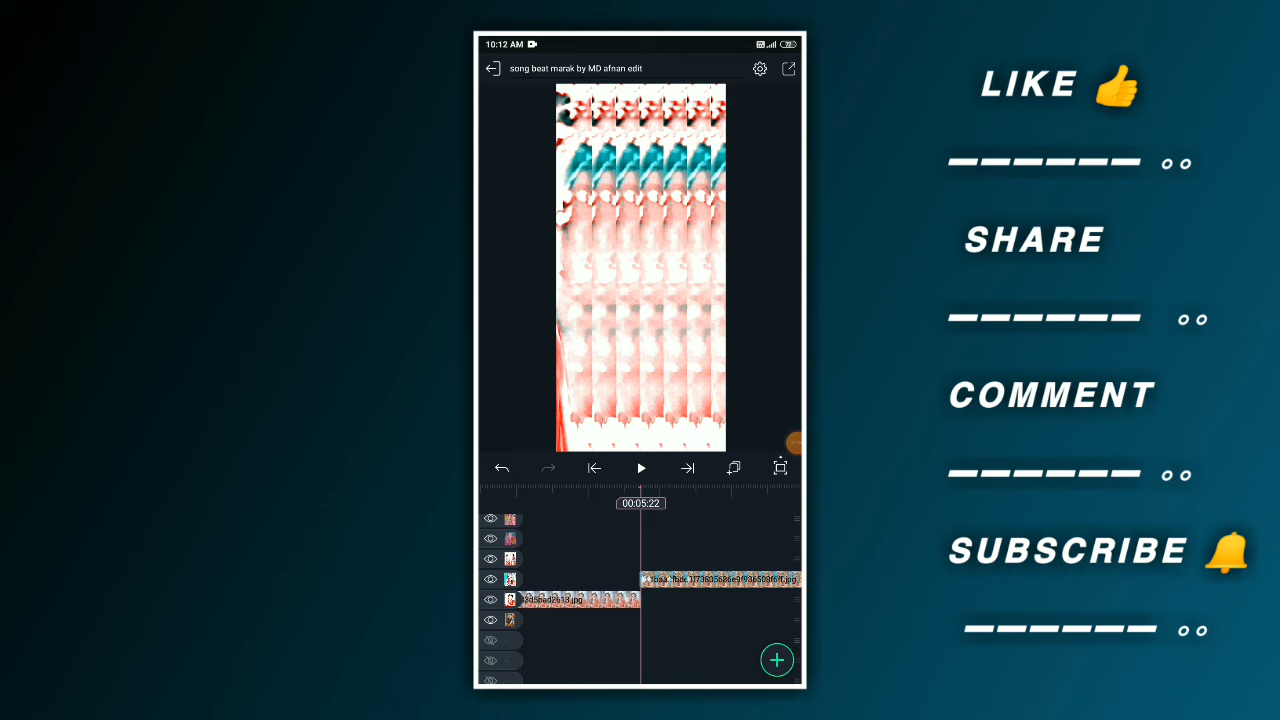 10:12 AM
song beat marak by MD afnan edit
00:05:22
LIKE 👍
SHARE
COMMENT
SUBSCRIBE 🔔